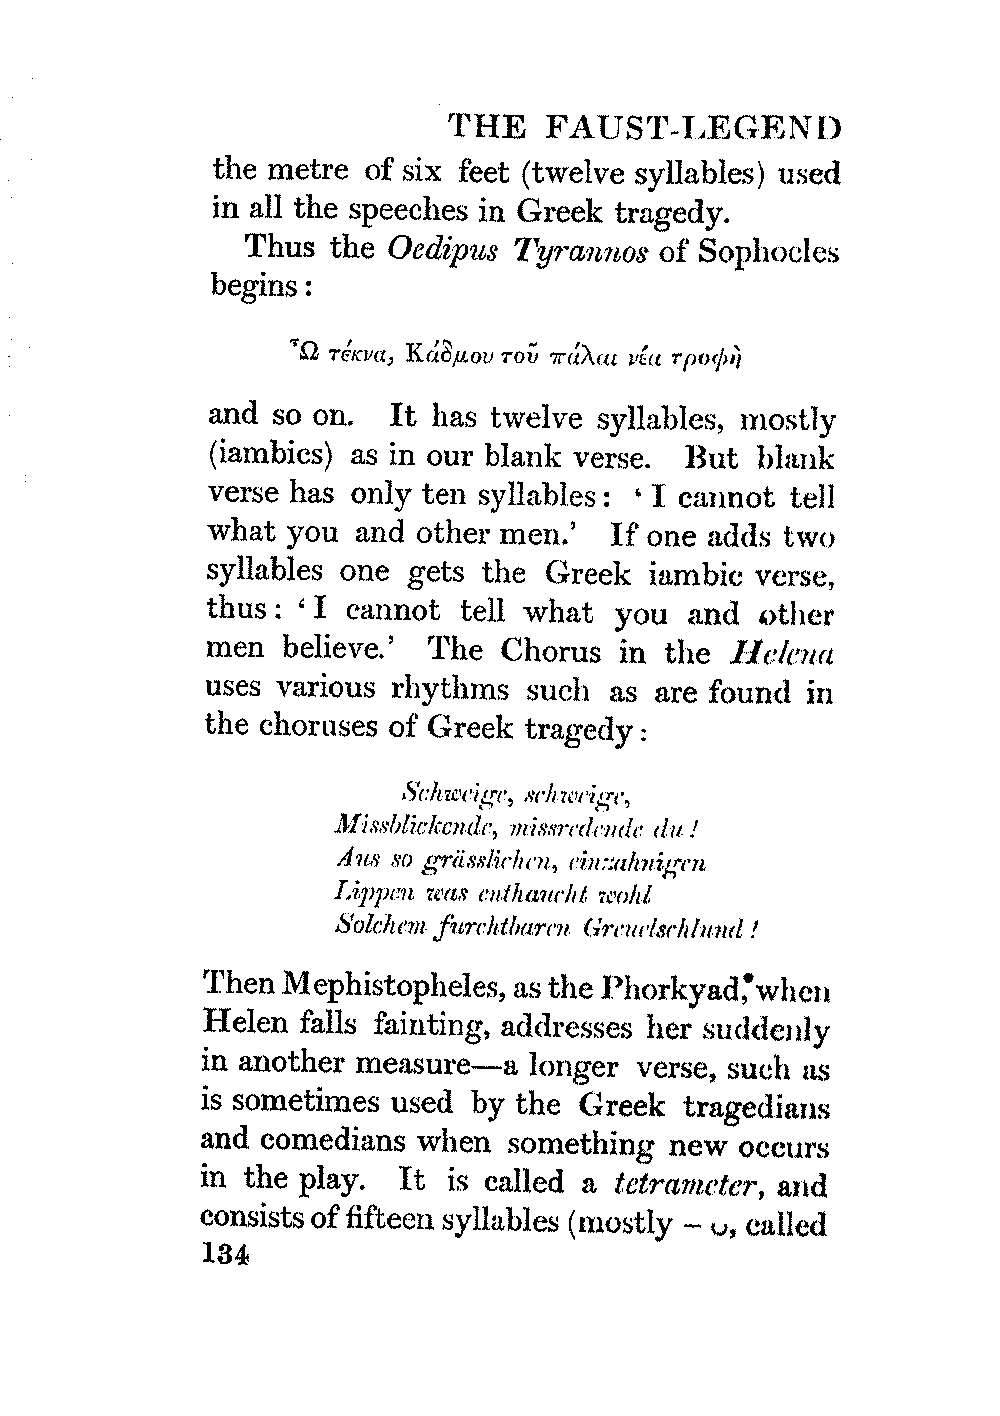 THE FAUST-LEGEND
the metre of six feet (twelve syllables) used
in all the speeches in Greek tragedy.
Thus the Oedipus Tyrannos of Sophocles
begins :
Ὦ τέκνα, Κάδμου τοῦ πάλαι νέα τροφὴ
and so on. It has twelve syllables, mostly
(iambics) as in our blank verse. But blank
verse has only ten syllables : ‘ I cannot tell
what you and other men.’ If one adds two
syllables one gets the Greek iambic verse,
thus : ‘ I cannot tell what you and other
men believe.’ The Chorus in the Helena
uses various rhythms such as are found in
the choruses of Greek tragedy :
Schweige, schweige,
Missblickende, missredende du !
Aus so grässlichen, einzahnigen
Lippen was enthaucht wohl
Solchem furchtbaren Greuelschlund !
Then Mephistopheles, as the Phorkyad, when
Helen falls fainting, addresses her suddenly
in another measure—a longer verse, such as
is sometimes used by the Greek tragedians
and comedians when something new occurs
in the play. It is called a tetrameter, and
consists of fifteen syllables (mostly – ∪, called
134